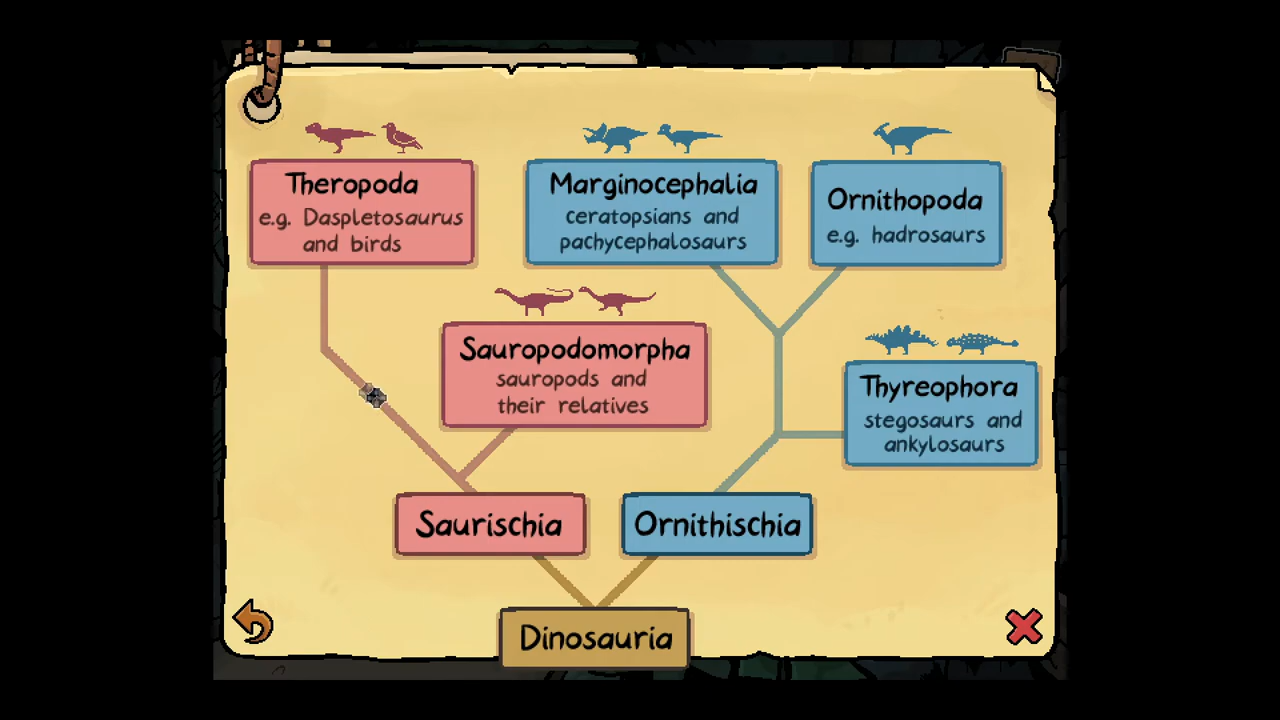 Theropoda
e.g. Daspletosaurus
and birds
Marginocephalia
ceratopsians and
pachycephalosaurs
Ornithopoda
e.g. hadrosaurs
Sauropodomorpha
sauropods and
their relatives
Thyreophora
stegosaurs and
ankylosaurs
Saurischia
Ornithischia
Dinosauria